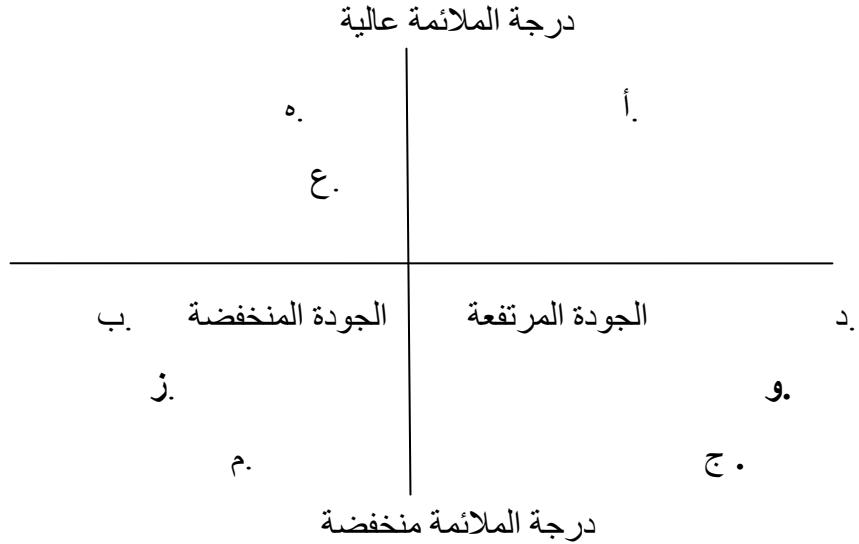 درجة الملائمة عالية
أ. ه.
ع.
د. الجودة المرتفعة الجودة المنخفضة ب.
و. ز.
ج. م.
درجة الملائمة منخفضة